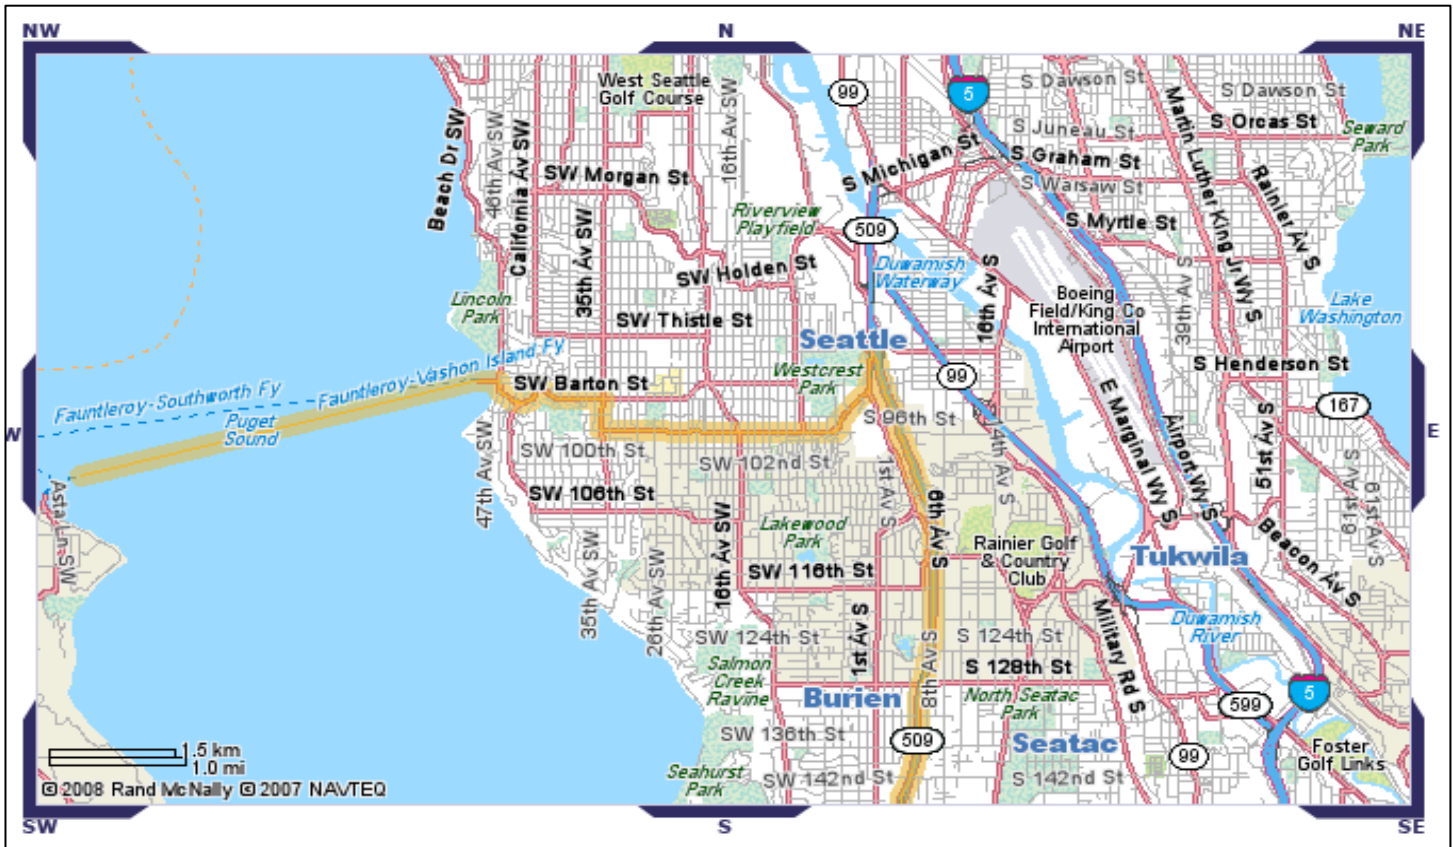 NW
N
NE
West Seattle
Golf Course
99
5
S Dawson St
S Dawson St
Beach Dr SW
46th Av SW
California Av SW
16th Av SW
S Michigan St
S Juneau St
S Graham St
Martin Luther King Jr Wy S
S Orcas St
Seward
Park
SW Morgan St
S Warsaw St
Rainier Av S
35th Av SW
Riverview
Playfield
509
S Myrtle St
SW Holden St
Duwamish
Waterway
16th Av S
39th Av S
Lincoln
Park
Boeing
Field/King Co
International
Airport
Lake
Washington
SW Thistle St
Seattle
Westcrest
Park
99
S Henderson St
Fauntleroy-Southworth Fy
Fauntleroy-Vashon Island Fy
SW Barton St
Puget
Sound
S 96th St
E Marginal Wy S
Airport Wy S
51st Av S
167
W
E
47th Av SW
SW 100th St
SW 102nd St
1st Av S
24th Av S
61st Av S
61st Av S
SW 106th St
16th Av SW
Lakewood
Park
8th Av S
Rainier Golf
& Country
Club
Tukwila
Beacon Av S
35th Av SW
26th Av SW
SW 116th St
1st Av S
8th Av S
Military Rd S
Duwamish
River
SW 124th St
S 124th St
Salmon
Creek
Ravine
S 128th St
Burien
North Seatac
Park
599
5
SW 136th St
509
Seatac
99
Foster
Golf Links
1.5 km
1.0 mi
Seahurst
Park
SW 142nd St
S 142nd St
© 2008 Rand McNally © 2007 NAVTEQ
SW
S
SE